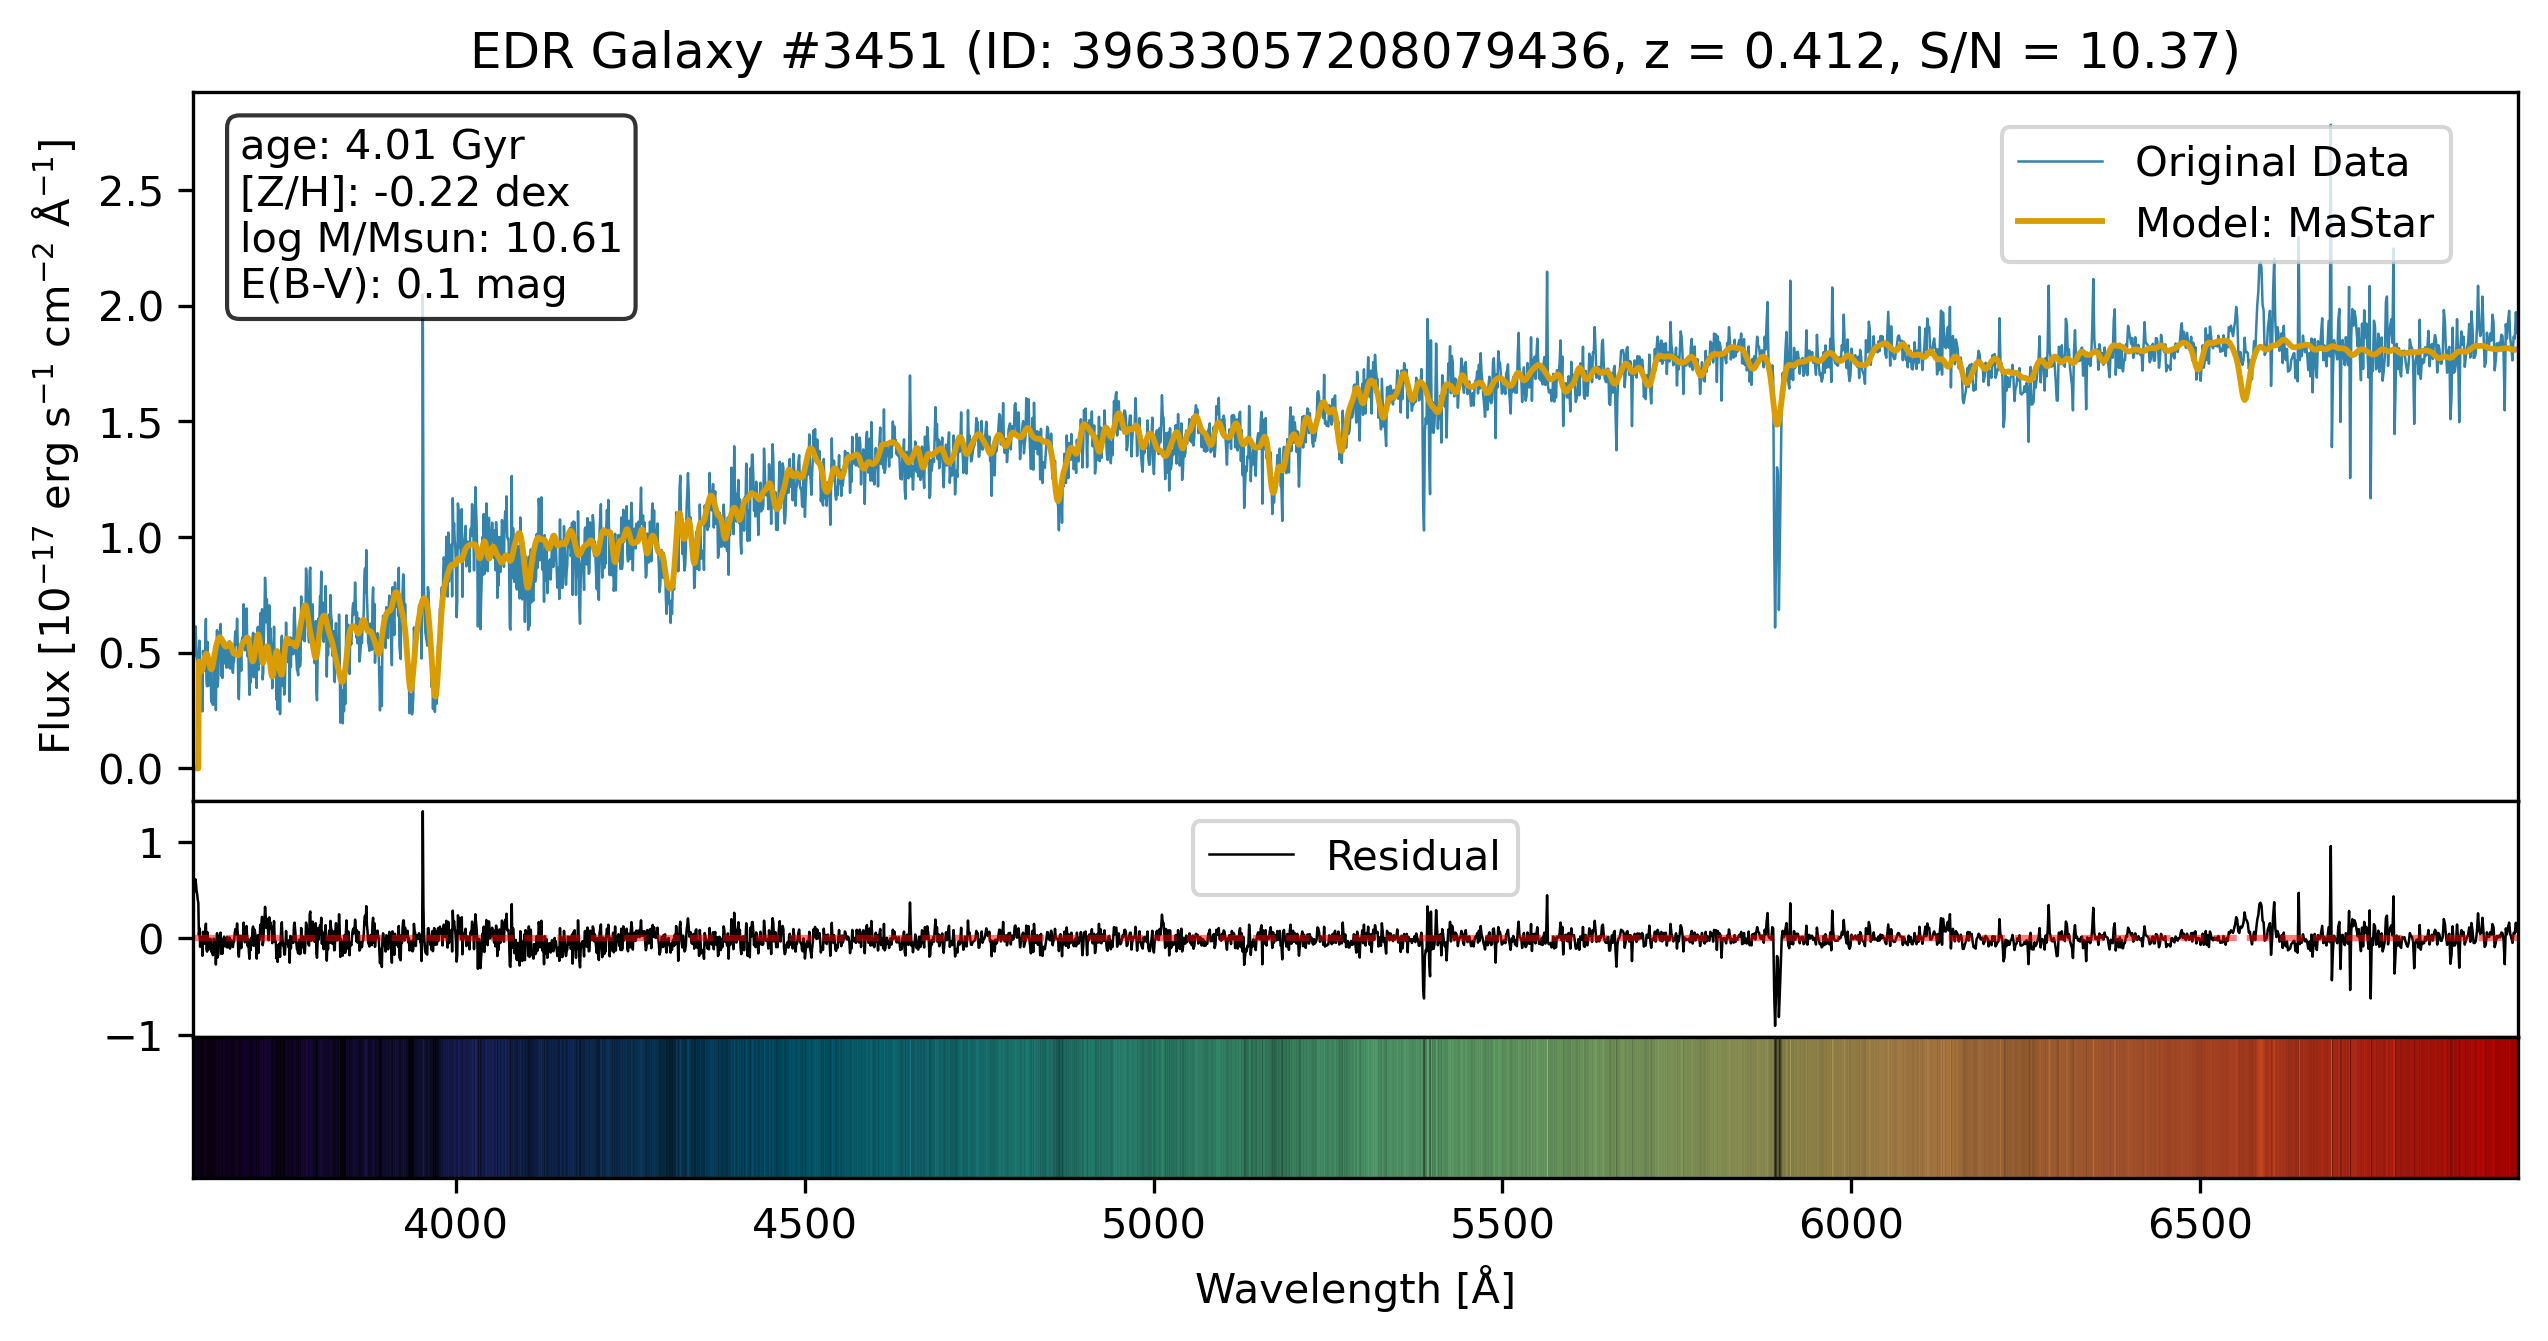 EDR Galaxy #3451 (ID: 39633057208079436, z = 0.412, S/N = 10.37)
age: 4.01 Gyr
[Z/H]: -0.22 dex
log M/Msun: 10.61
E(B-V): 0.1 mag
Original Data
Model: MaStar
Flux [10⁻¹⁷ erg s⁻¹ cm⁻² Å⁻¹]
2.5
2.0
1.5
1.0
0.5
0.0
Residual
1
0
−1
4000 4500 5000 5500 6000 6500
Wavelength [Å]